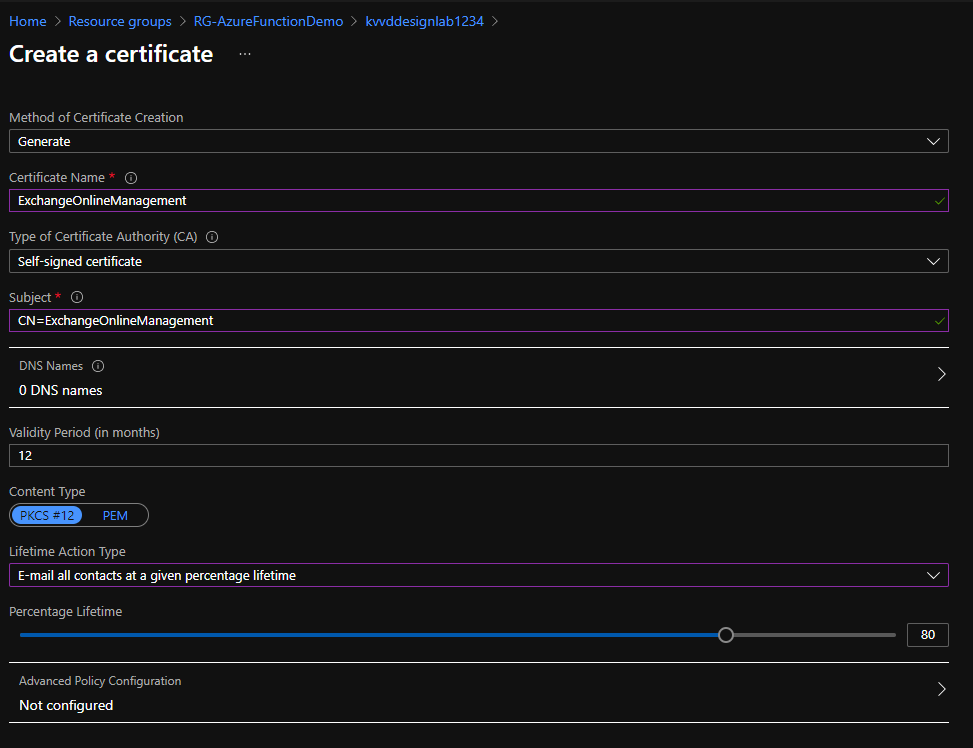 Home > Resource groups > RG-AzureFunctionDemo > kvvddesignlab1234 >
Create a certificate ...
Method of Certificate Creation
Generate
Certificate Name *
ExchangeOnlineManagement
Type of Certificate Authority (CA)
Self-signed certificate
Subject *
CN=ExchangeOnlineManagement
DNS Names
0 DNS names
Validity Period (in months)
12
Content Type
PKCS #12 PEM
Lifetime Action Type
E-mail all contacts at a given percentage lifetime
Percentage Lifetime
80
Advanced Policy Configuration
Not configured